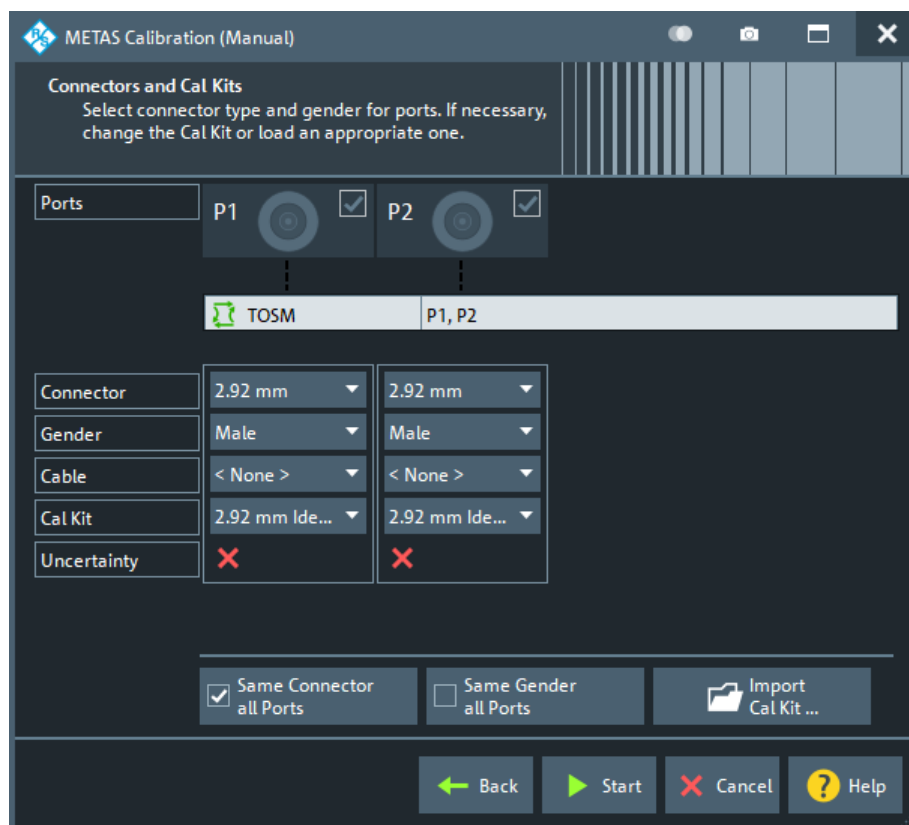 METAS Calibration (Manual)
Connectors and Cal Kits
Select connector type and gender for ports. If necessary,
change the Cal Kit or load an appropriate one.
Ports
P1
P2
TOSM
P1, P2
Connector
2.92 mm
2.92 mm
Gender
Male
Male
Cable
< None >
< None >
Cal Kit
2.92 mm Ide...
2.92 mm Ide...
Uncertainty
Same Connector
all Ports
Same Gender
all Ports
Import
Cal Kit ...
Back
Start
Cancel
? Help